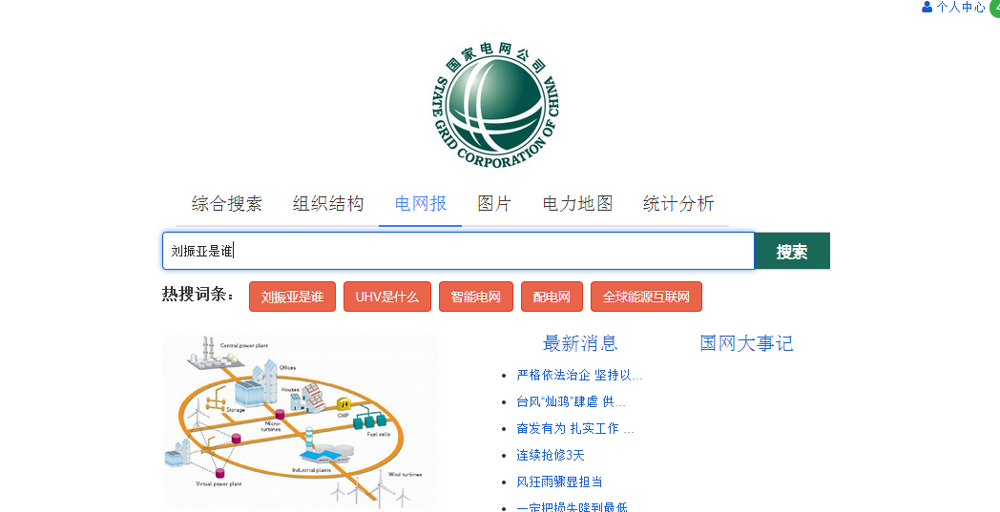 个人中心
国家电网公司
STATE GRID CORPORATION OF CHINA
综合搜索 组织结构 电网报 图片 电力地图 统计分析
刘振亚是谁 搜索
热搜词条： 刘振亚是谁 UHV是什么 智能电网 配电网 全球能源互联网
Central power plant
Offices
Houses
Storage
CHP
Micro-
turbines
Fuel cells
Industrial plants
Wind turbines
Virtual power plant
最新消息 国网大事记
严格依法治企 坚持以...
台风“灿鸿”肆虐 供...
奋发有为 扎实工作 ...
连续抢修3天
风狂雨骤显担当
一定把损失降到最低